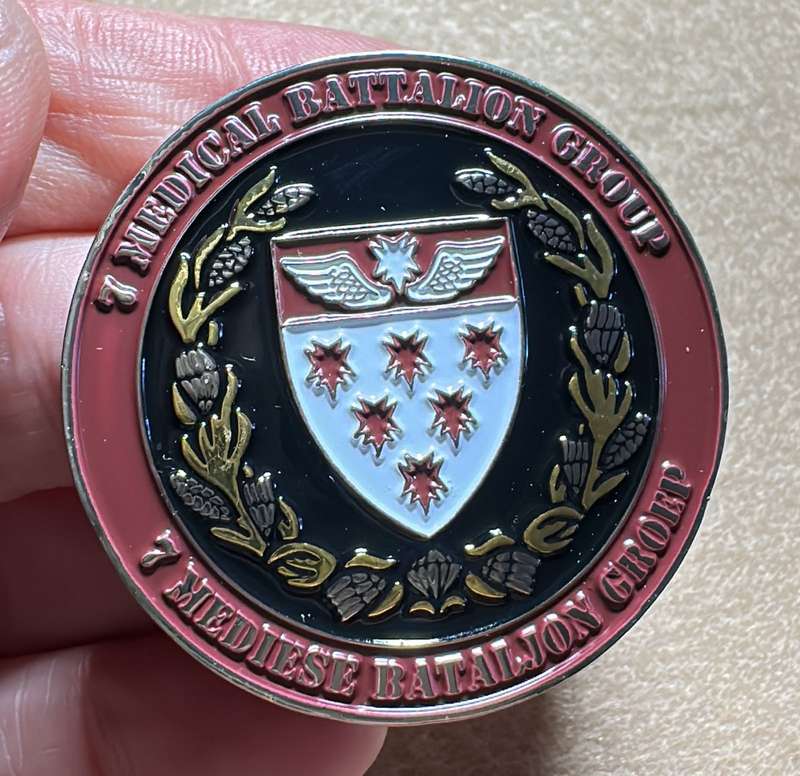 7 MEDICAL BATTALION GROUP
7 MEDIESE BATALJON GROEP